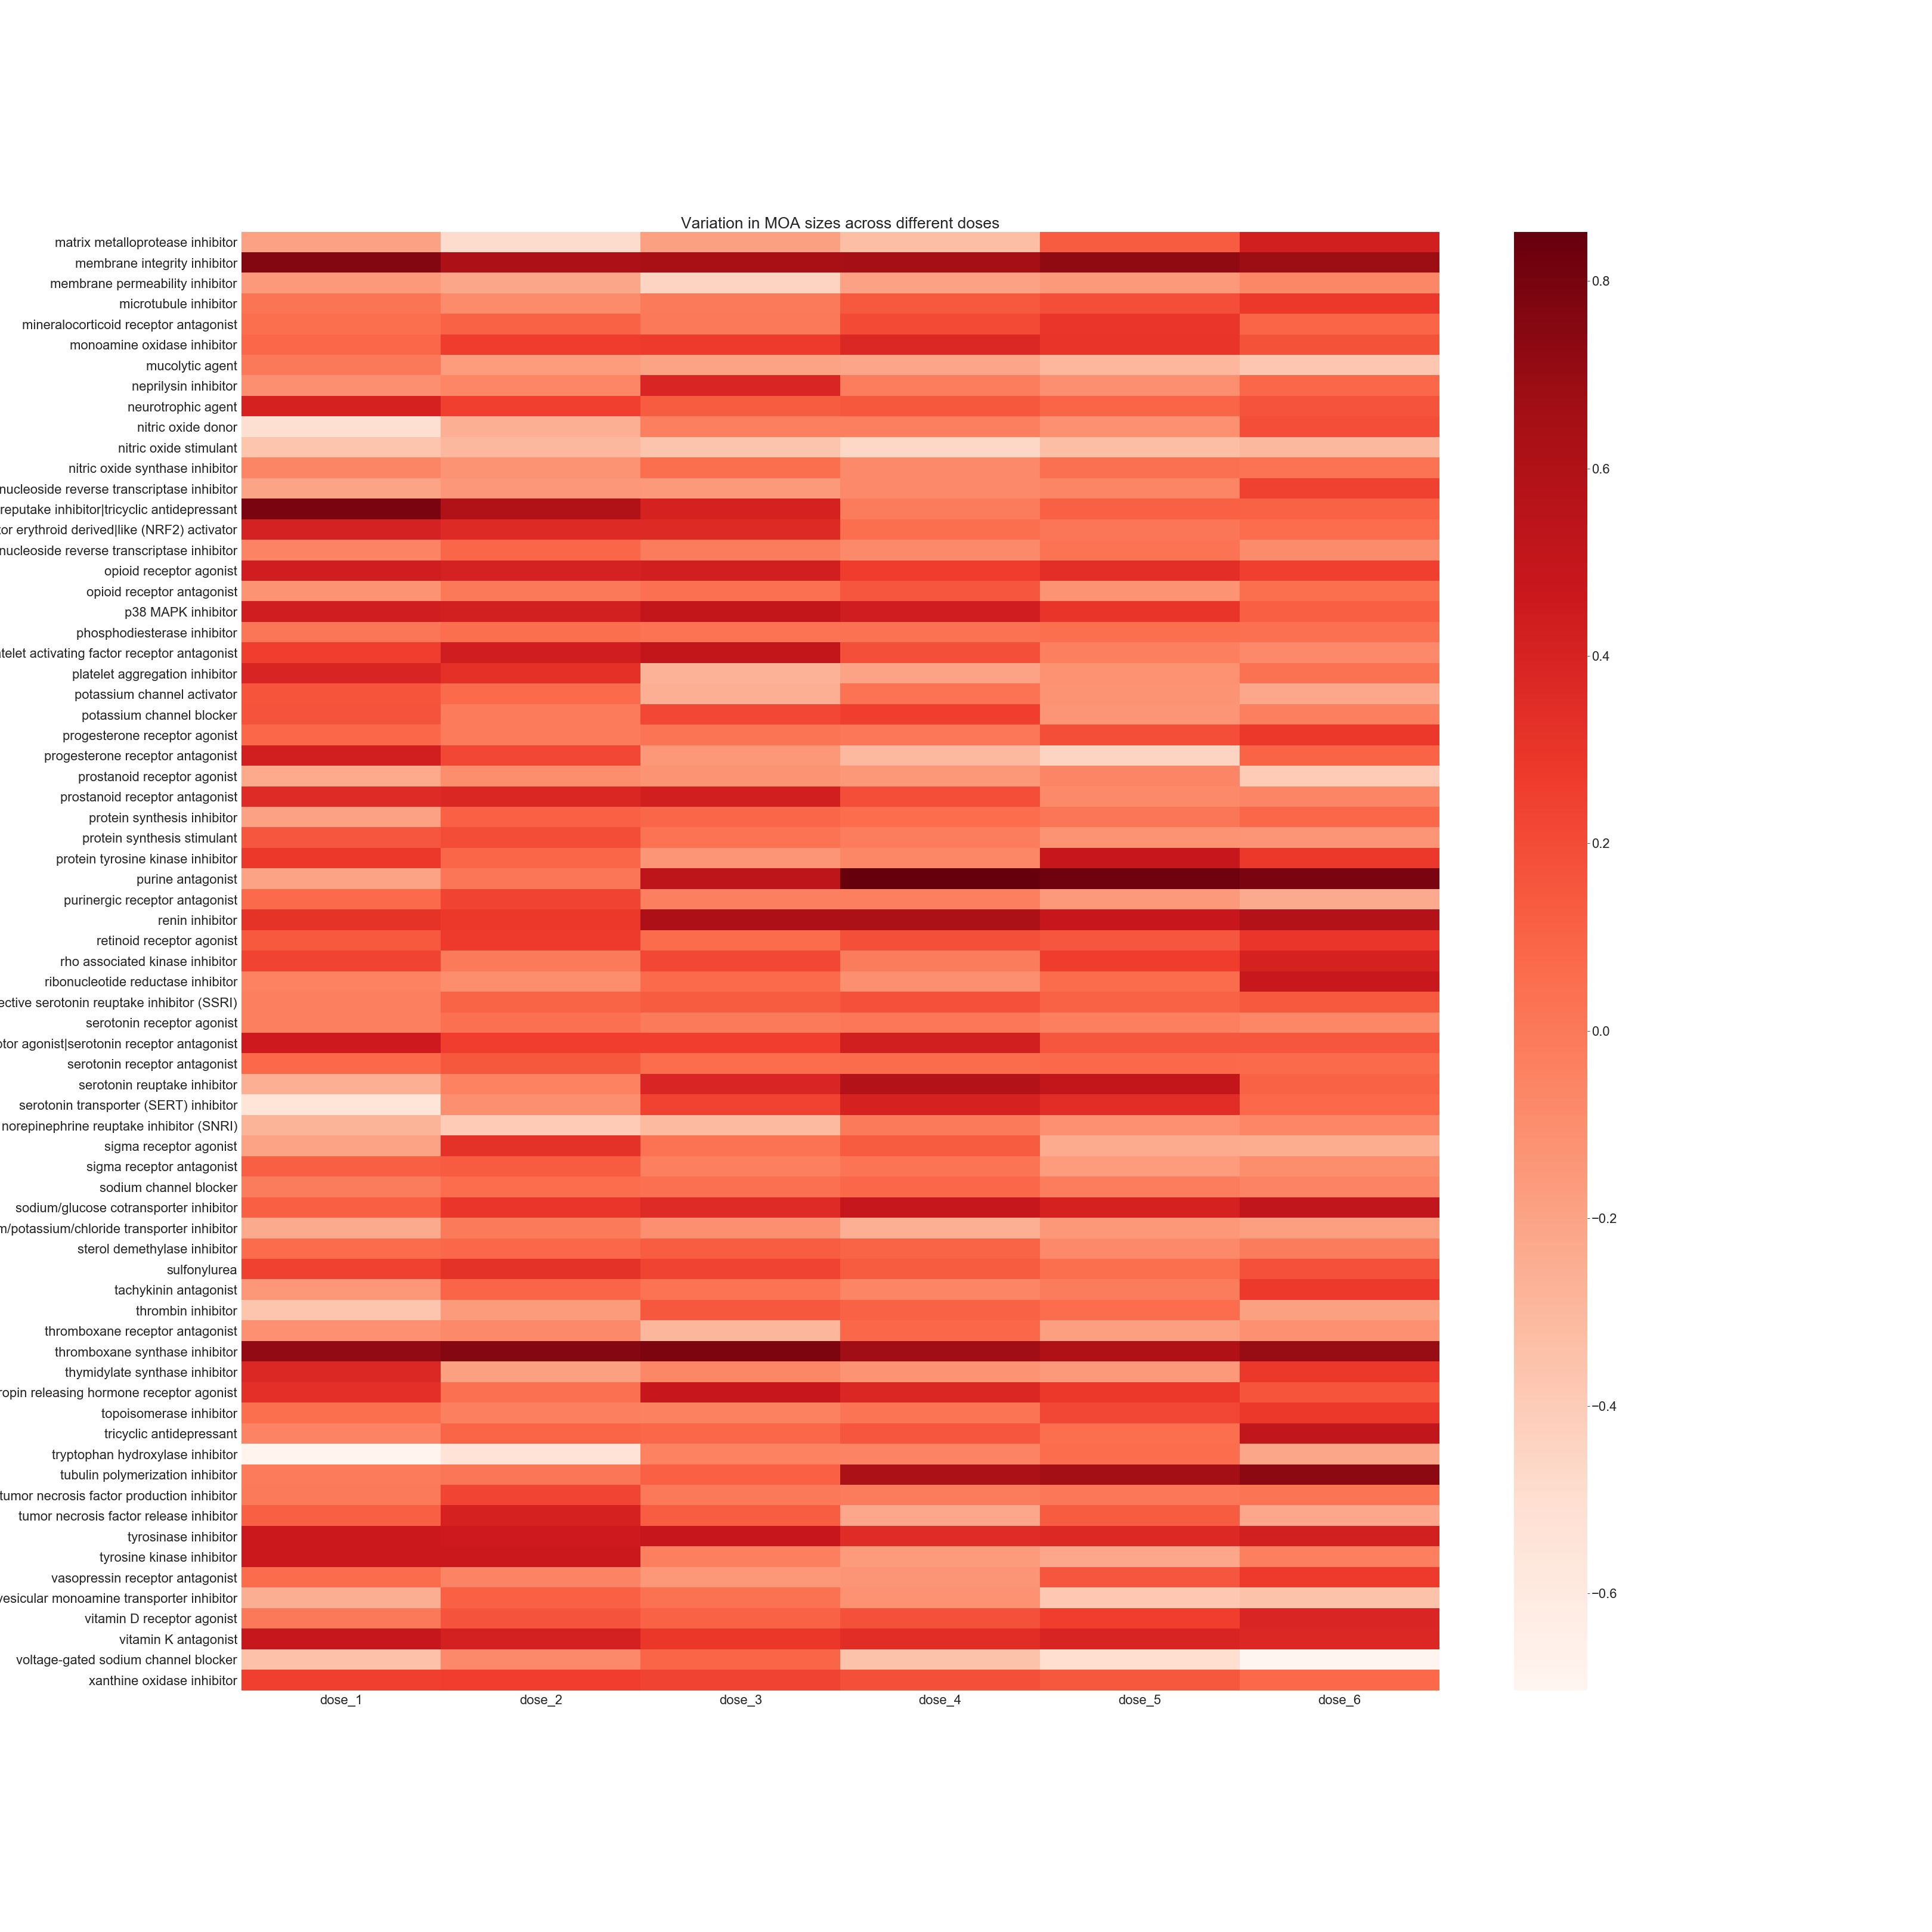 Variation in MOA sizes across different doses
matrix metalloprotease inhibitor
membrane integrity inhibitor
membrane permeability inhibitor
microtubule inhibitor
mineralocorticoid receptor antagonist
monoamine oxidase inhibitor
mucolytic agent
neprilysin inhibitor
neurotrophic agent
nitric oxide donor
nitric oxide stimulant
nitric oxide synthase inhibitor
nucleoside reverse transcriptase inhibitor
reputake inhibitor|tricyclic antidepressant
tor erythroid derived|like (NRF2) activator
nucleoside reverse transcriptase inhibitor
opioid receptor agonist
opioid receptor antagonist
p38 MAPK inhibitor
phosphodiesterase inhibitor
telet activating factor receptor antagonist
platelet aggregation inhibitor
potassium channel activator
potassium channel blocker
progesterone receptor agonist
progesterone receptor antagonist
prostanoid receptor agonist
prostanoid receptor antagonist
protein synthesis inhibitor
protein synthesis stimulant
protein tyrosine kinase inhibitor
purine antagonist
purinergic receptor antagonist
renin inhibitor
retinoid receptor agonist
rho associated kinase inhibitor
ribonucleotide reductase inhibitor
ective serotonin reuptake inhibitor (SSRI)
serotonin receptor agonist
ptor agonist|serotonin receptor antagonist
serotonin receptor antagonist
serotonin reuptake inhibitor
serotonin transporter (SERT) inhibitor
norepinephrine reuptake inhibitor (SNRI)
sigma receptor agonist
sigma receptor antagonist
sodium channel blocker
sodium/glucose cotransporter inhibitor
m/potassium/chloride transporter inhibitor
sterol demethylase inhibitor
sulfonylurea
tachykinin antagonist
thrombin inhibitor
thromboxane receptor antagonist
thromboxane synthase inhibitor
thymidylate synthase inhibitor
ropin releasing hormone receptor agonist
topoisomerase inhibitor
tricyclic antidepressant
tryptophan hydroxylase inhibitor
tubulin polymerization inhibitor
tumor necrosis factor production inhibitor
tumor necrosis factor release inhibitor
tyrosinase inhibitor
tyrosine kinase inhibitor
vasopressin receptor antagonist
vesicular monoamine transporter inhibitor
vitamin D receptor agonist
vitamin K antagonist
voltage-gated sodium channel blocker
xanthine oxidase inhibitor
dose_1 dose_2 dose_3 dose_4 dose_5 dose_6
0.8
0.6
0.4
0.2
0.0
−0.2
−0.4
−0.6